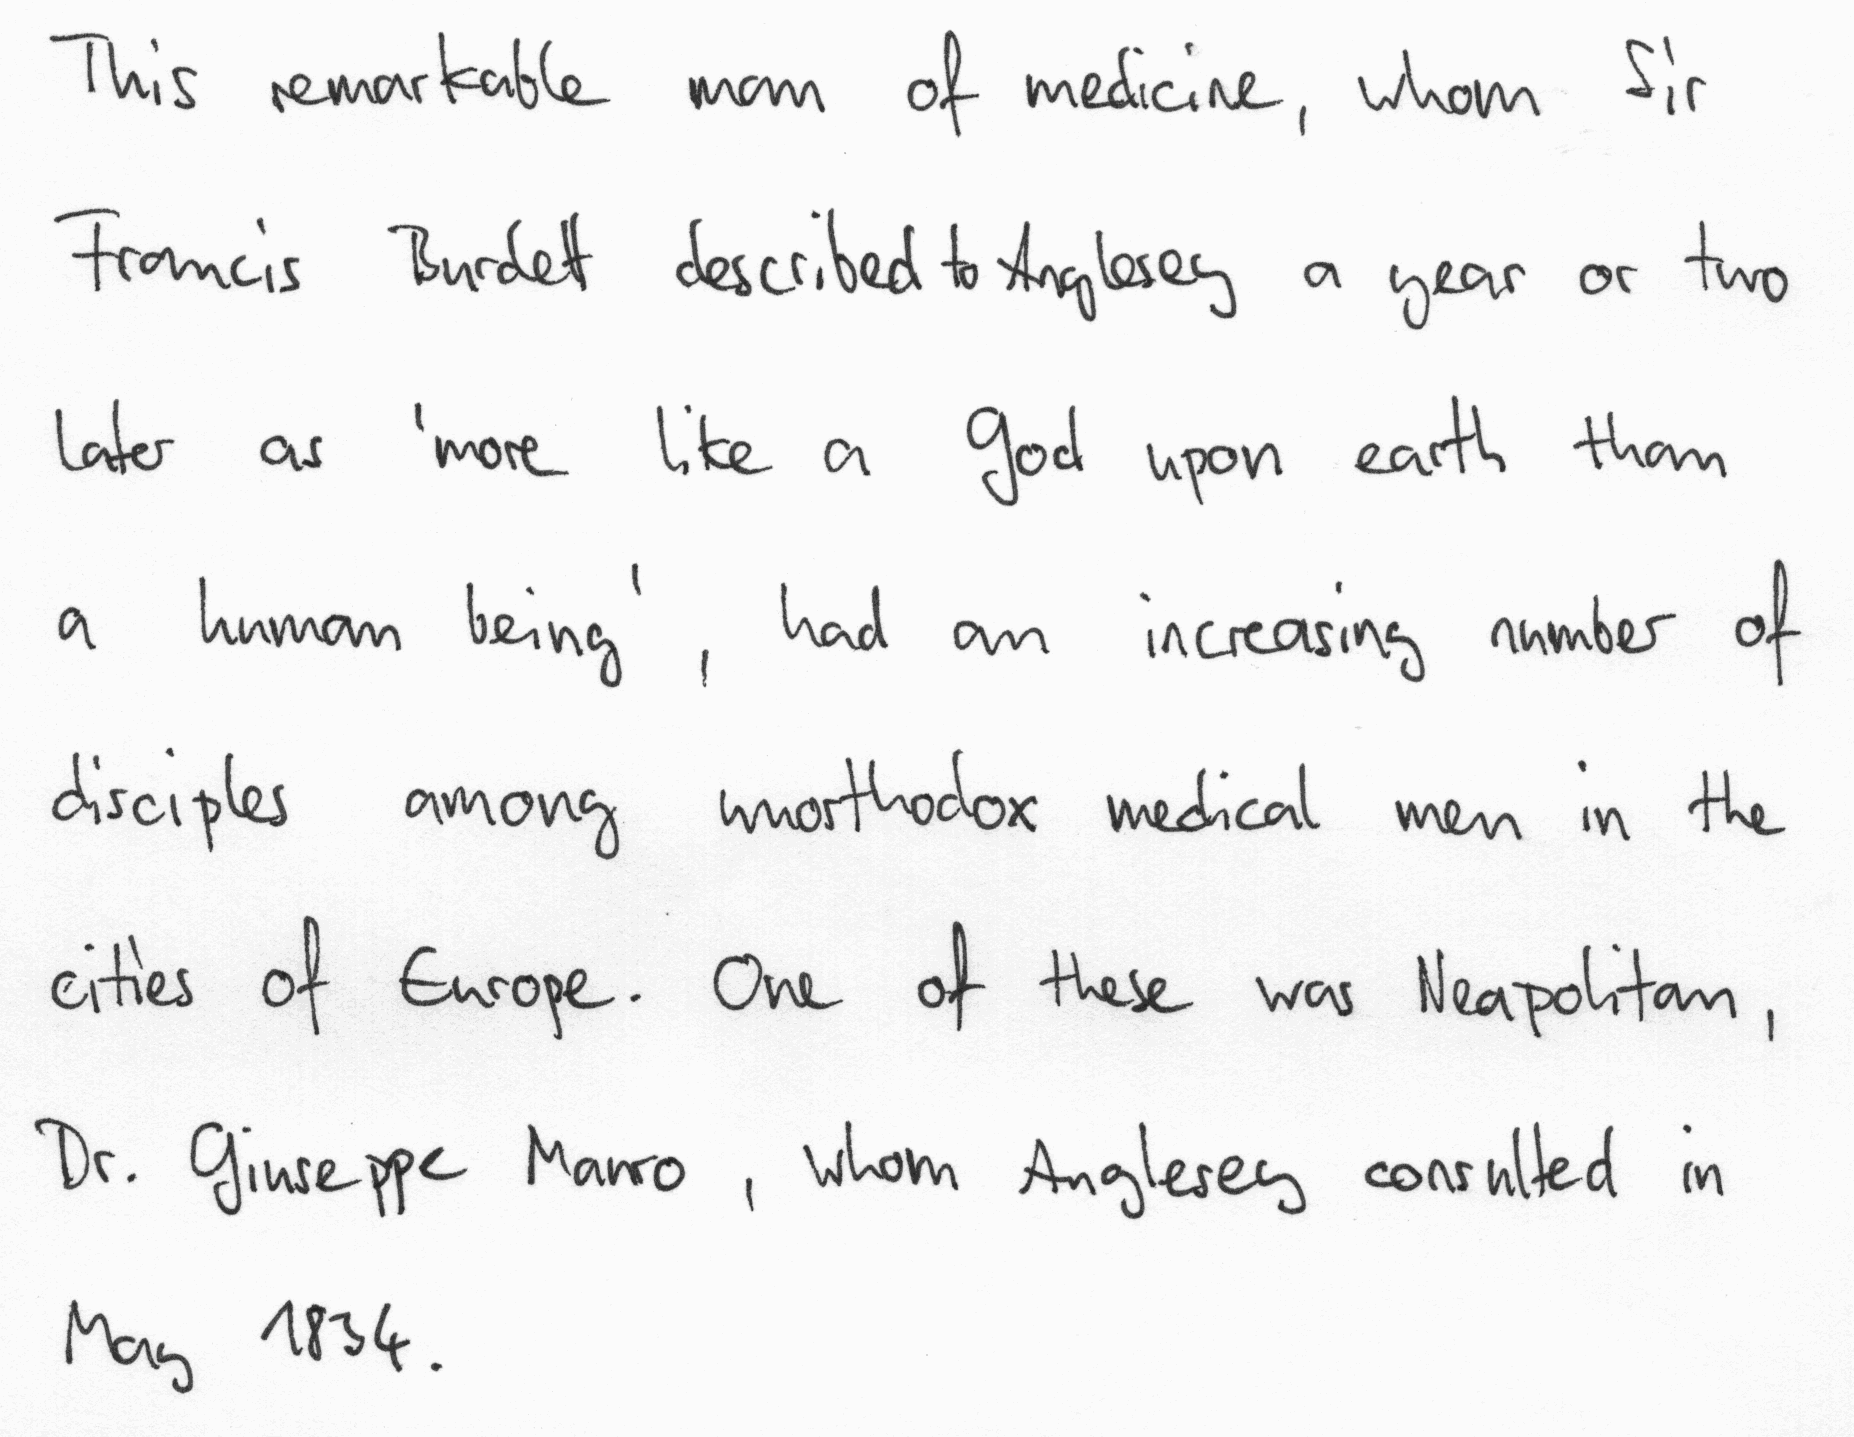 This remarkable man of medicine, whom Sir
Francis Burdett described to Anglesey a year or two
later as 'more like a god upon earth than
a human being', had an increasing number of
disciples among unorthodox medical men in the
cities of Europe. One of these was Neapolitan,
Dr. Giuseppe Mauro, whom Anglesey consulted in
May 1834.